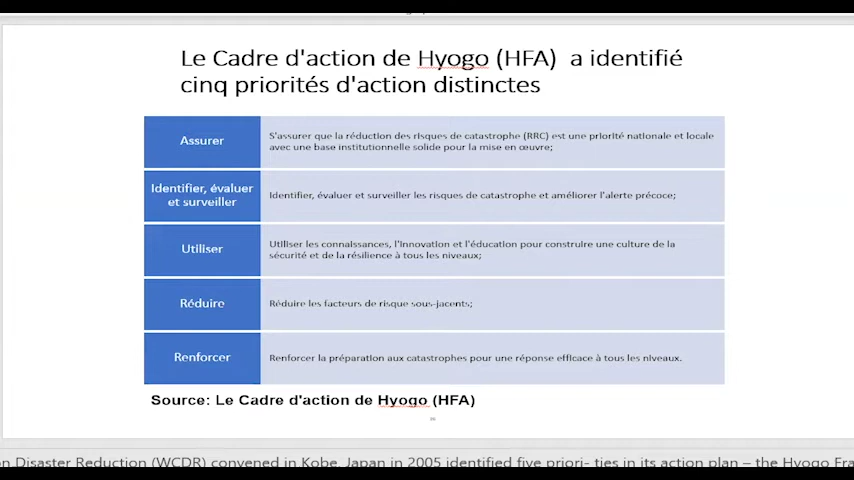 Le Cadre d'action de Hyogo (HFA) a identifié
cinq priorités d'action distinctes
Assurer
S'assurer que la réduction des risques de catastrophe (RRC) est une priorité nationale et locale
avec une base institutionnelle solide pour la mise en œuvre;
Identifier, évaluer
et surveiller
Identifier, évaluer et surveiller les risques de catastrophe et améliorer l'alerte précoce;
Utiliser
Utiliser les connaissances, l'innovation et l'éducation pour construire une culture de la
sécurité et de la résilience à tous les niveaux;
Réduire
Réduire les facteurs de risque sous-jacents;
Renforcer
Renforcer la préparation aux catastrophes pour une réponse efficace à tous les niveaux.
Source: Le Cadre d'action de Hyogo (HFA)
on Disaster Reduction (WCDR) convened in Kobe, Japan in 2005 identified five priori- ties in its action plan – the Hyogo Fra